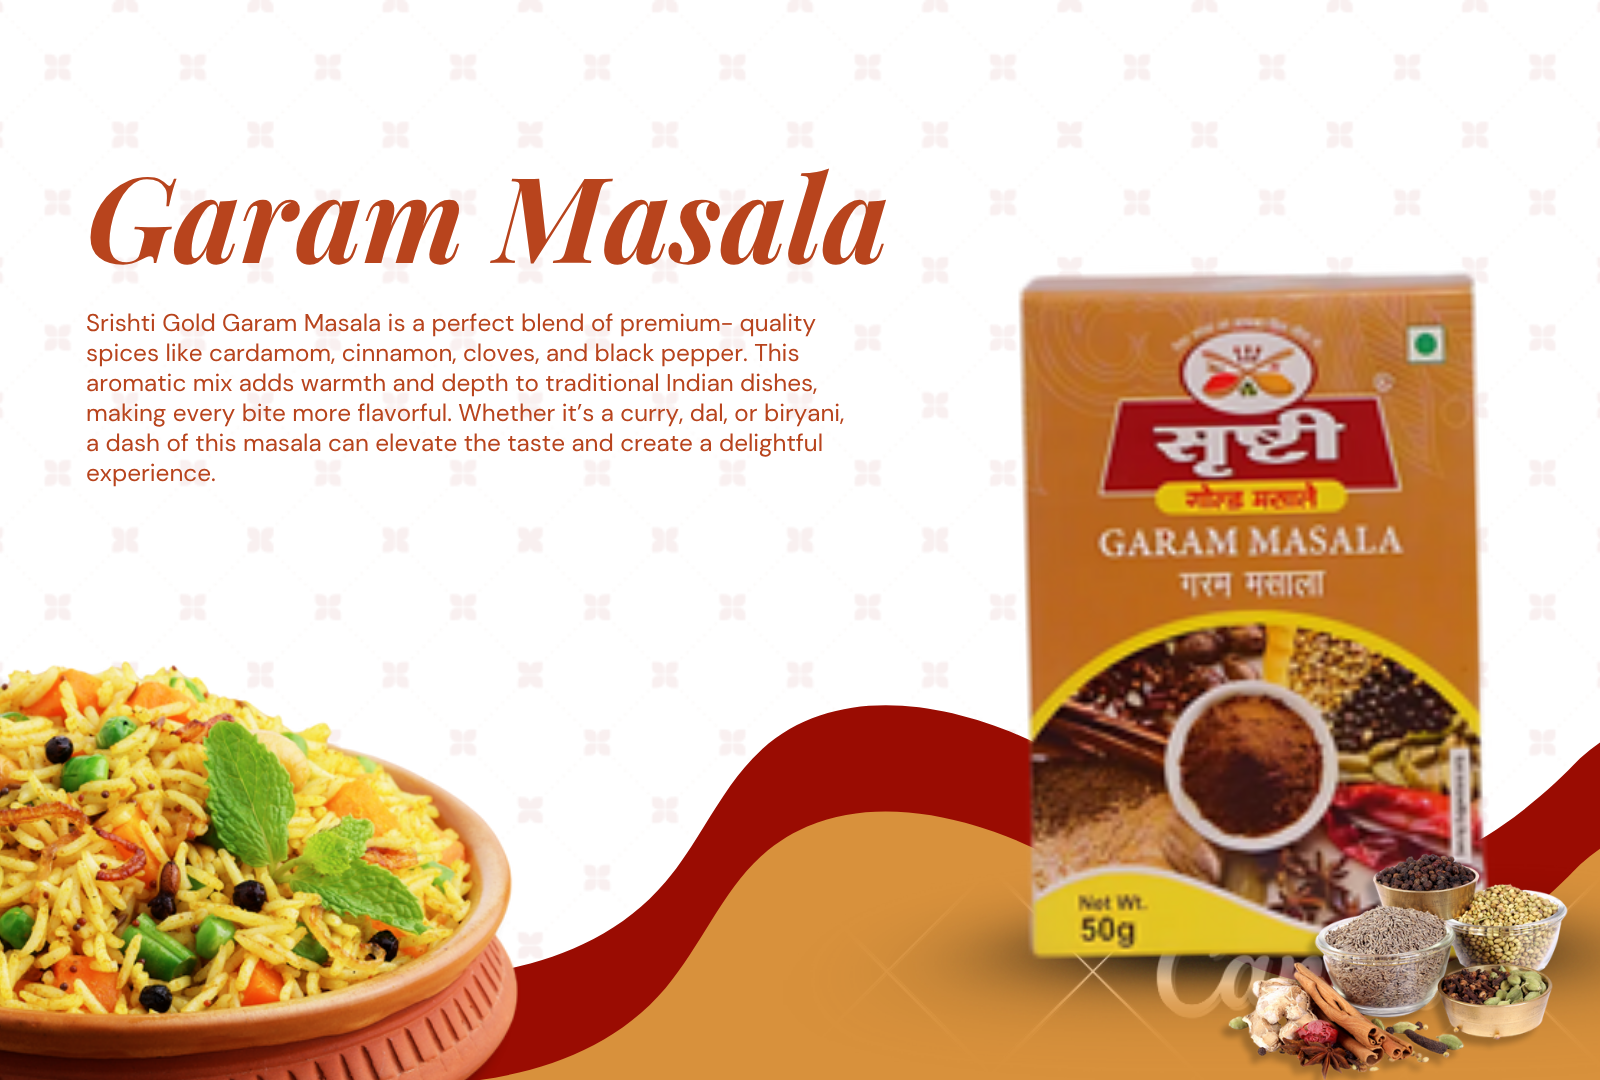 Garam Masala
Srishti Gold Garam Masala is a perfect blend of premium- quality
spices like cardamom, cinnamon, cloves, and black pepper. This
aromatic mix adds warmth and depth to traditional Indian dishes,
making every bite more flavorful. Whether it’s a curry, dal, or biryani,
a dash of this masala can elevate the taste and create a delightful
experience.
सृष्टी
गोल्ड मसाले
GARAM MASALA
गरम मसाला
Net Wt.
50g